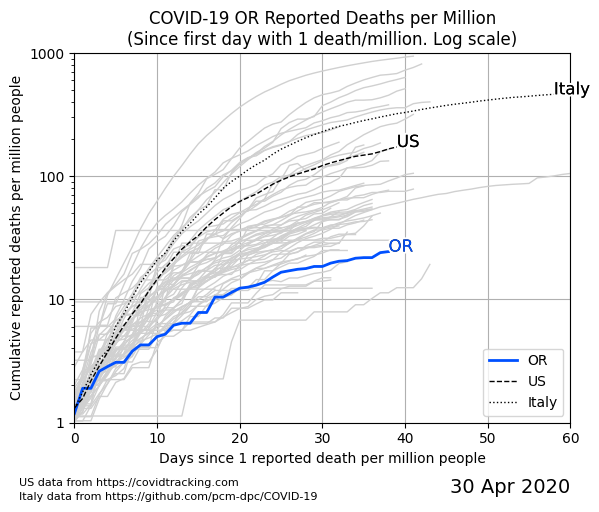 COVID-19 OR Reported Deaths per Million
(Since first day with 1 death/million. Log scale)
Cumulative reported deaths per million people
1000
100
10
1
Italy
US
OR
OR
US
Italy
0 10 20 30 40 50 60
Days since 1 reported death per million people
US data from https://covidtracking.com
Italy data from https://github.com/pcm-dpc/COVID-19
30 Apr 2020